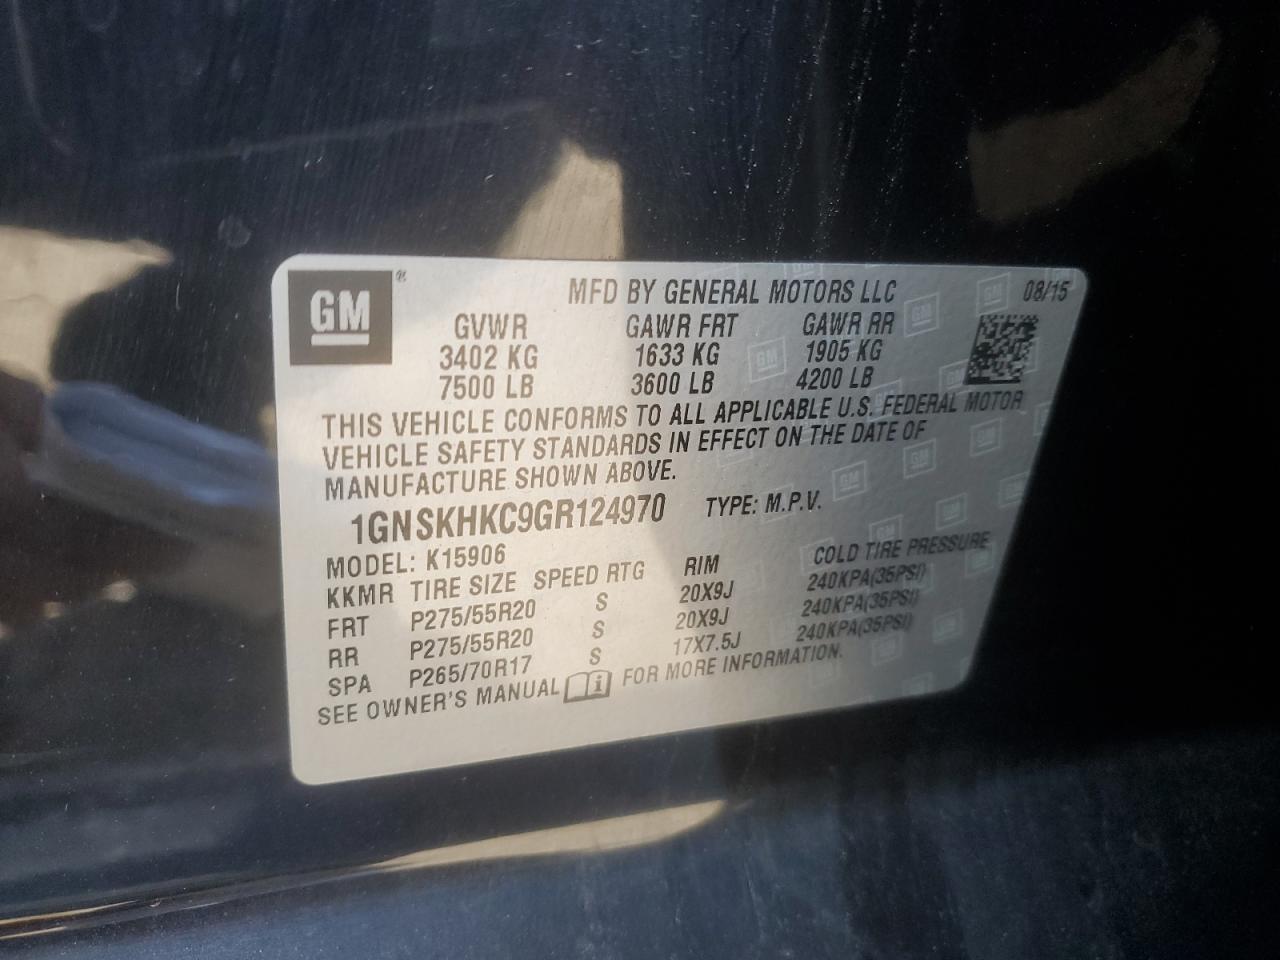 GM ®
MFD BY GENERAL MOTORS LLC 08/15
GVWR GAWR FRT GAWR RR
3402 KG 1633 KG 1905 KG
7500 LB 3600 LB 4200 LB
THIS VEHICLE CONFORMS TO ALL APPLICABLE U.S. FEDERAL MOTOR
VEHICLE SAFETY STANDARDS IN EFFECT ON THE DATE OF
MANUFACTURE SHOWN ABOVE.
1GNSKHKC9GR124970 TYPE: M.P.V.
MODEL: K15906
KKMR TIRE SIZE SPEED RTG RIM COLD TIRE PRESSURE
FRT P275/55R20 S 20X9J 240KPA(35PSI)
RR P275/55R20 S 20X9J 240KPA(35PSI)
SPA P265/70R17 S 17X7.5J 240KPA(35PSI)
SEE OWNER'S MANUAL i FOR MORE INFORMATION.